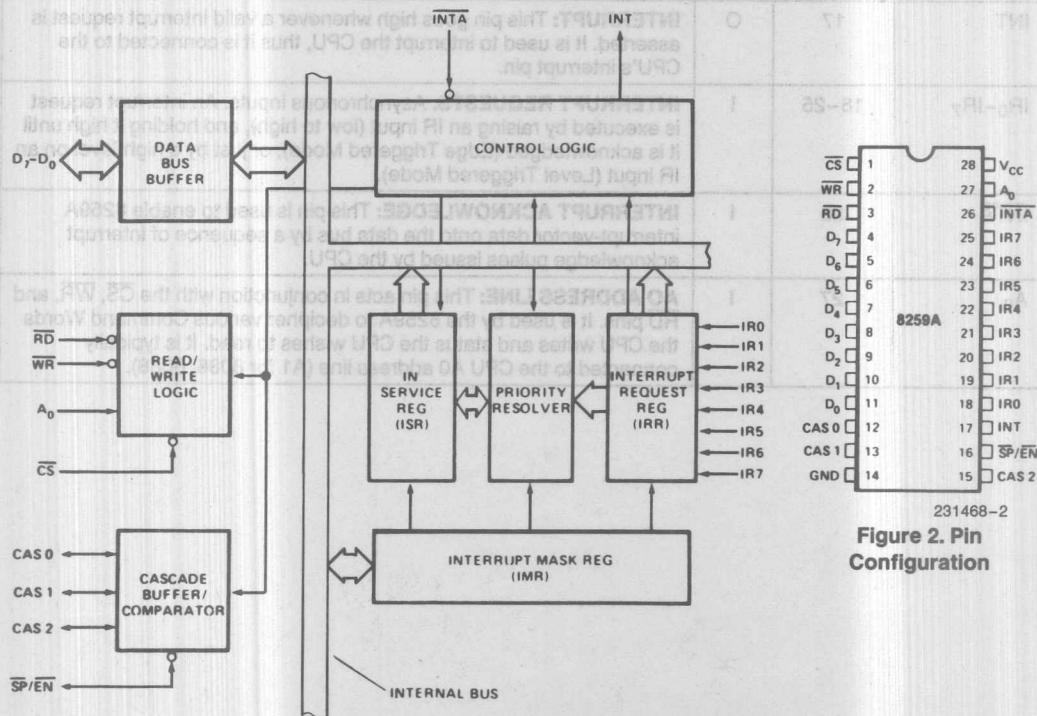 INT 17 O INTERRUPT: This pin goes high whenever a valid interrupt request is
asserted. It is used to interrupt the CPU, thus it is connected to the
CPU's interrupt pin.
IR0–IR7 18–25 I INTERRUPT REQUESTS: Asynchronous inputs. An interrupt request
is executed by raising an IR input (low to high), and holding it high until
it is acknowledged (Edge Triggered Mode), or just by a high level on an
IR input (Level Triggered Mode).
I INTERRUPT ACKNOWLEDGE: This pin is used to enable 8259A
interrupt-vector data onto the data bus by a sequence of interrupt
acknowledge pulses issued by the CPU.
27 I AO ADDRESS LINE: This pin acts in conjunction with the CS, WR, and
RD pins. It is used by the 8259A to decipher various Command Words
the CPU writes and status the CPU wishes to read. It is typically
connected to the CPU A0 address line (A1 for
INTA
INT
CONTROL LOGIC
D7–D0
DATA
BUS
BUFFER
RD
WR
A0
CS
READ/
WRITE
LOGIC
IN
SERVICE
REG
(ISR)
PRIORITY
RESOLVER
INTERRUPT
REQUEST
REG
(IRR)
IR0
IR1
IR2
IR3
IR4
IR5
IR6
IR7
INTERRUPT MASK REG
(IMR)
CAS 0
CAS 1
CAS 2
SP/EN
CASCADE
BUFFER/
COMPARATOR
INTERNAL BUS
CS 1 28 VCC
WR 2 27 A0
RD 3 26 INTA
D7 4 25 IR7
D6 5 24 IR6
D5 6 23 IR5
D4 7 22 IR4
8259A
D3 8 21 IR3
D2 9 20 IR2
D1 10 19 IR1
D0 11 18 IR0
CAS 0 12 17 INT
CAS 1 13 16 SP/EN
GND 14 15 CAS 2
231468–2
Figure 2. Pin
Configuration